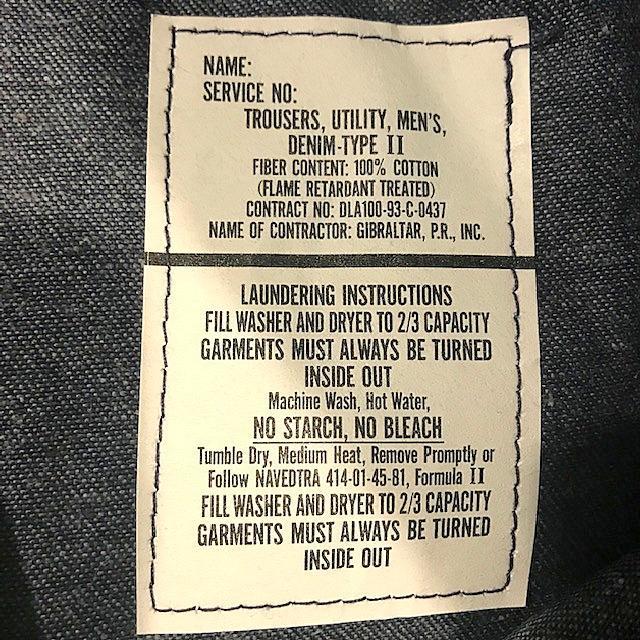 NAME:
SERVICE NO:
TROUSERS, UTILITY, MEN'S,
DENIM-TYPE II
FIBER CONTENT: 100% COTTON
(FLAME RETARDANT TREATED)
CONTRACT NO: DLA100-93-C-0437
NAME OF CONTRACTOR: GIBRALTAR, P.R., INC.
LAUNDERING INSTRUCTIONS
FILL WASHER AND DRYER TO 2/3 CAPACITY
GARMENTS MUST ALWAYS BE TURNED
INSIDE OUT
Machine Wash, Hot Water,
NO STARCH, NO BLEACH
Tumble Dry, Medium Heat, Remove Promptly or
Follow NAVEDTRA 414-01-45-81, Formula II
FILL WASHER AND DRYER TO 2/3 CAPACITY
GARMENTS MUST ALWAYS BE TURNED
INSIDE OUT